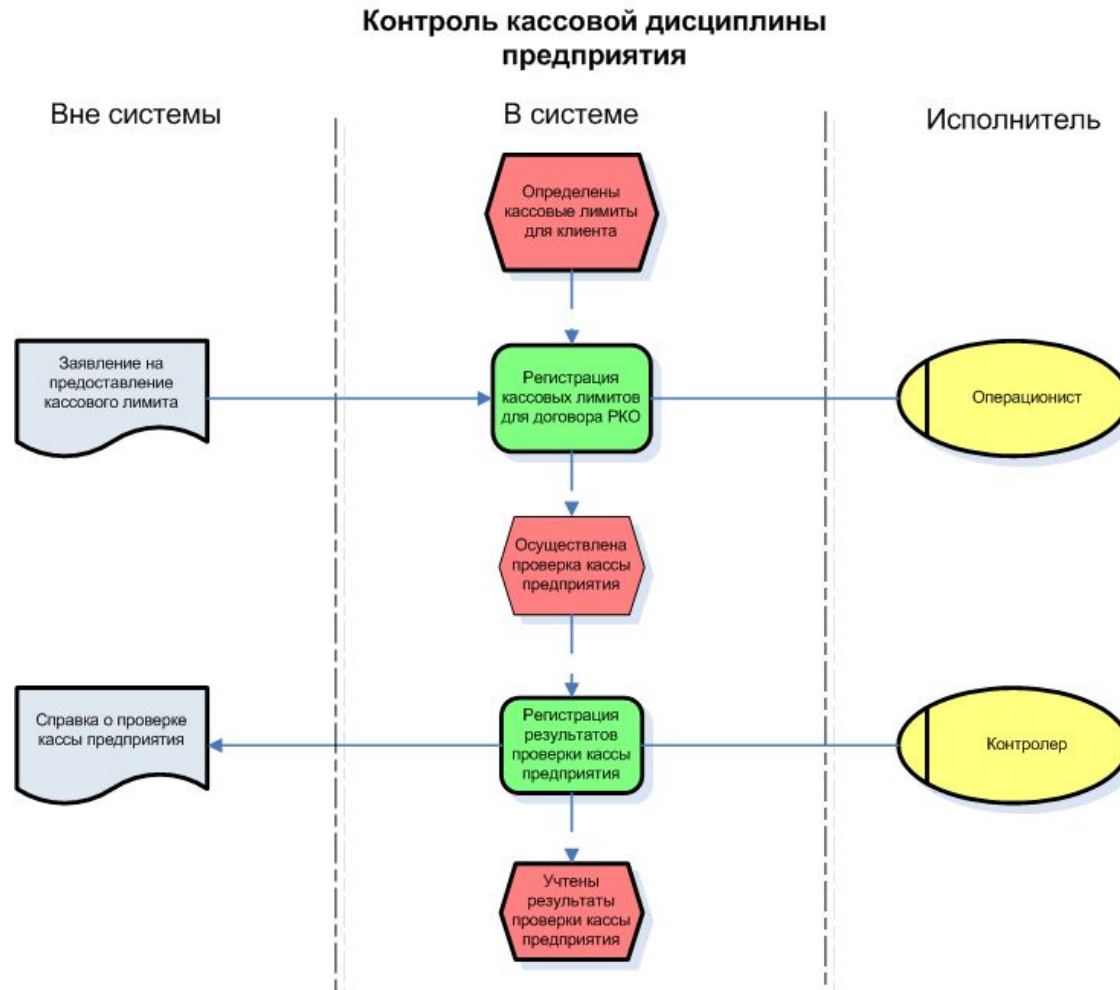 Контроль кассовой дисциплины
предприятия
Вне системы
В системе
Исполнитель
Определены
кассовые лимиты
для клиента
Заявление на
предоставление
кассового лимита
Регистрация
кассовых лимитов
для договора РКО
Операционист
Осуществлена
проверка кассы
предприятия
Справка о проверке
кассы предприятия
Регистрация
результатов
проверки кассы
предприятия
Контролер
Учтены
результаты
проверки кассы
предприятия